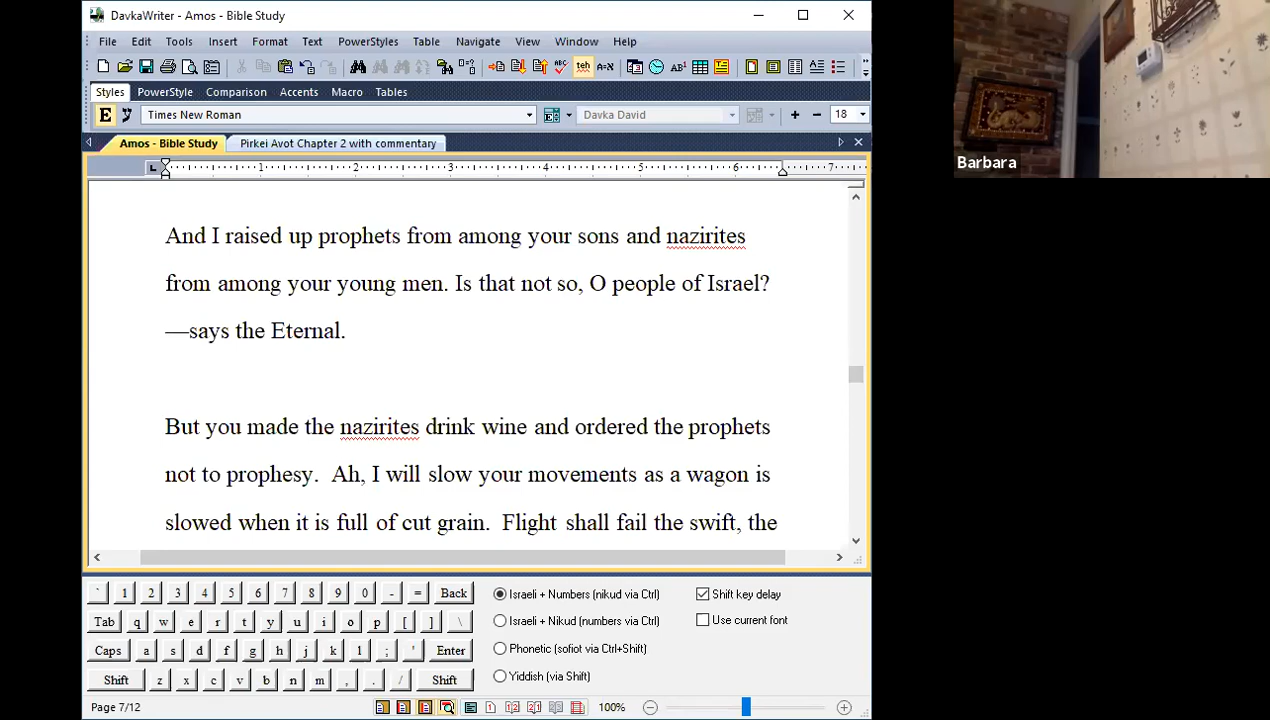 DavkaWriter - Amos - Bible Study
File Edit Tools Insert Format Text PowerStyles Table Navigate View Window Help
Styles PowerStyle Comparison Accents Macro Tables
E Times New Roman Davka David 18
Amos - Bible Study Pirkei Avot Chapter 2 with commentary
1 2 3 4 5 6 7
And I raised up prophets from among your sons and nazirites
from among your young men. Is that not so, O people of Israel?
—says the Eternal.
But you made the nazirites drink wine and ordered the prophets
not to prophesy. Ah, I will slow your movements as a wagon is
slowed when it is full of cut grain. Flight shall fail the swift, the
` 1 2 3 4 5 6 7 8 9 0 - = Back
Tab q w e r t y u i o p [ ] \
Caps a s d f g h j k l ; ' Enter
Shift z x c v b n m , . / Shift
Israeli + Numbers (nikud via Ctrl) Shift key delay
Israeli + Nikud (numbers via Ctrl) Use current font
Phonetic (sofiot via Ctrl+Shift)
Yiddish (via Shift)
Page 7/12 100%
Barbara